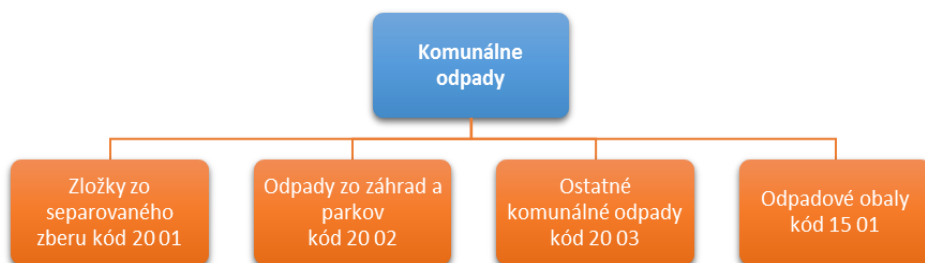 Komunálne
odpady
Zložky zo
separovaného
zberu kód 20 01
Odpady zo záhrad a
parkov
kód 20 02
Ostatné
komunálné odpady
kód 20 03
Odpadové obaly
kód 15 01